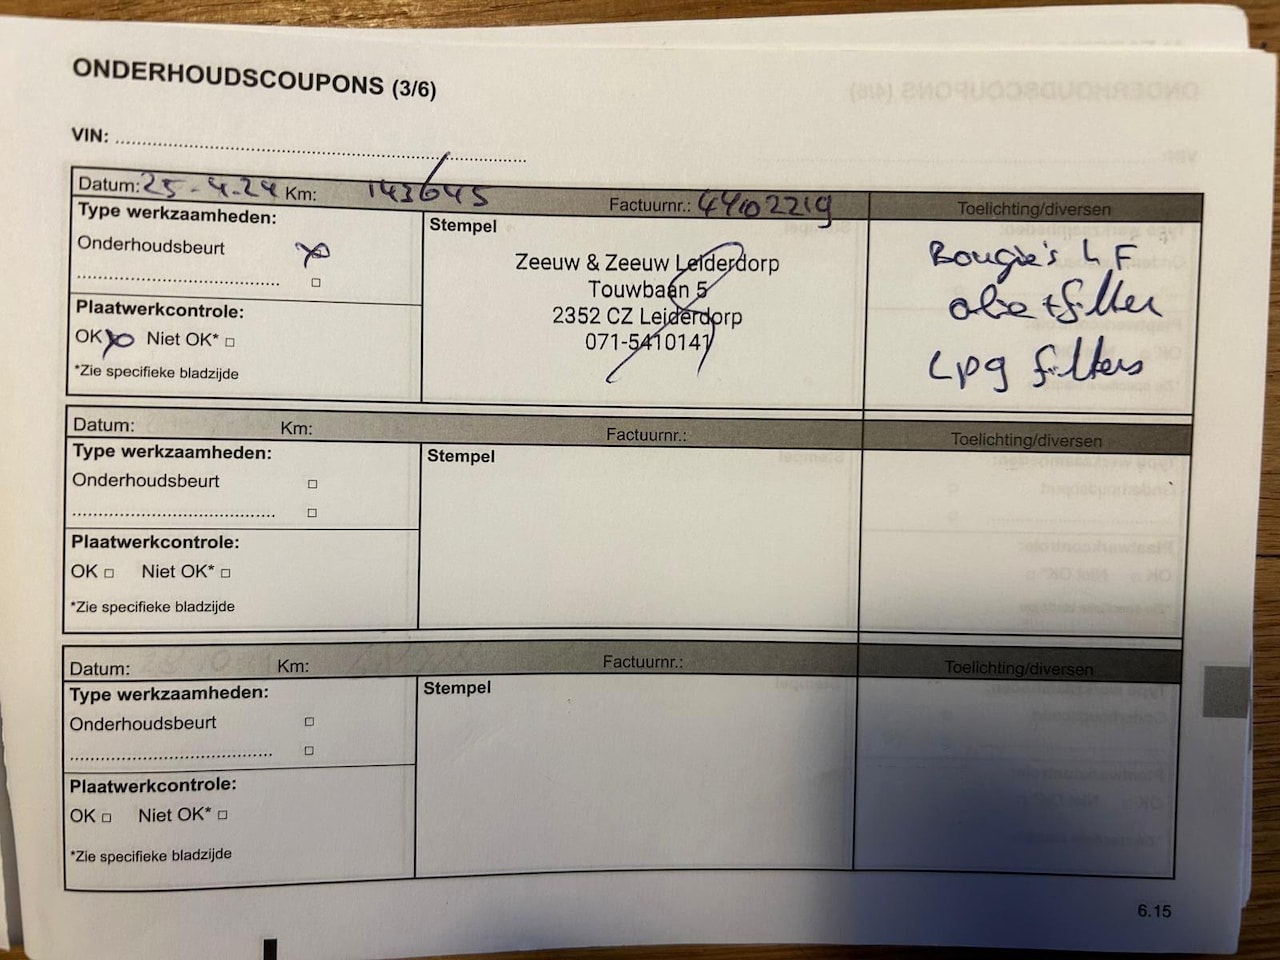 ONDERHOUDSCOUPONS (3/6)
VIN: ........................................
Datum: 25-4-24 Km: 143645 Factuurnr.: 44102219 Toelichting/diversen
Type werkzaamheden:
Onderhoudsbeurt
........................................
Plaatwerkcontrole:
OK Niet OK*
*Zie specifieke bladzijde
Stempel
Zeeuw & Zeeuw Leiderdorp
Touwbaan 5
2352 CZ Leiderdorp
071-5410141
Bougie's LF
olie + filter
Lpg filters
Datum: Km: Factuurnr.: Toelichting/diversen
Type werkzaamheden:
Onderhoudsbeurt
........................................
Plaatwerkcontrole:
OK Niet OK*
*Zie specifieke bladzijde
Stempel
Datum: Km: Factuurnr.: Toelichting/diversen
Type werkzaamheden:
Onderhoudsbeurt
........................................
Plaatwerkcontrole:
OK Niet OK*
*Zie specifieke bladzijde
Stempel
6.15